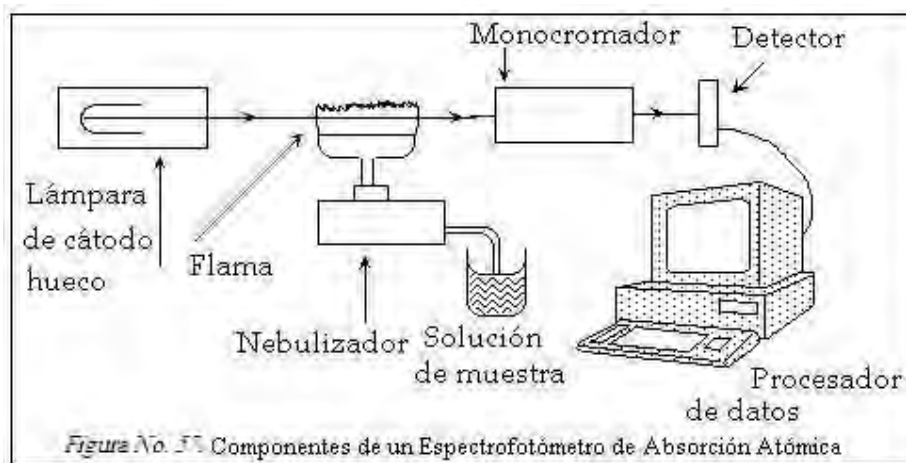 Monocromador
Detector
Lámpara
de cátodo
hueco
Flama
Nebulizador
Solución
de muestra
Procesador
de datos
Figura No. Componentes de un Espectrofotómetro de Absorción Atómica